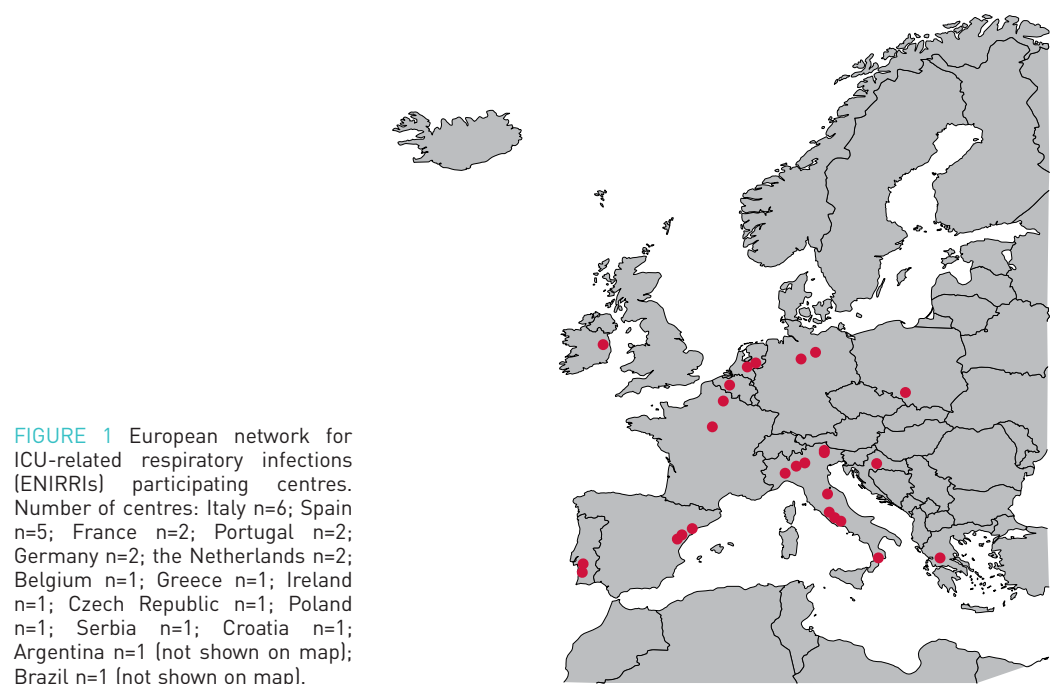 FIGURE 1 European network for
ICU-related respiratory infections
(ENIRRIs) participating centres.
Number of centres: Italy n=6; Spain
n=5; France n=2; Portugal n=2;
Germany n=2; the Netherlands n=2;
Belgium n=1; Greece n=1; Ireland
n=1; Czech Republic n=1; Poland
n=1; Serbia n=1; Croatia n=1;
Argentina n=1 (not shown on map);
Brazil n=1 (not shown on map).